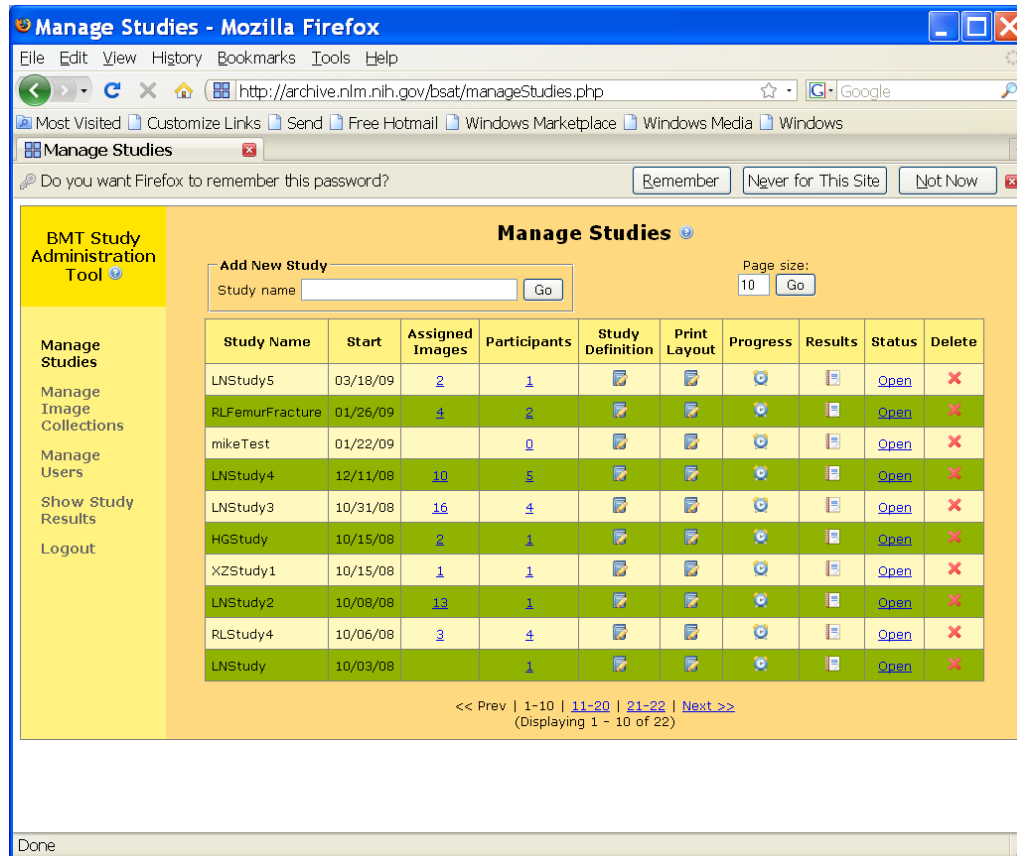 Manage Studies - Mozilla Firefox
File Edit View History Bookmarks Tools Help
http://archive.nlm.nih.gov/bsat/manageStudies.php
G Google
Most Visited Customize Links Send Free Hotmail Windows Marketplace Windows Media Windows
Manage Studies
Do you want Firefox to remember this password? Remember Never for This Site Not Now
BMT Study
Administration
Tool
Manage
Studies
Manage
Image
Collections
Manage
Users
Show Study
Results
Logout
Manage Studies
Add New Study
Study name Go
Page size:
10 Go
Study Name Start Assigned Images Participants Study Definition Print Layout Progress Results Status Delete
LNStudy5 03/18/09 2 1 Open
RLFemurFracture 01/26/09 4 2 Open
mikeTest 01/22/09 0 Open
LNStudy4 12/11/08 10 5 Open
LNStudy3 10/31/08 16 4 Open
HGStudy 10/15/08 2 1 Open
XZStudy1 10/15/08 1 1 Open
LNStudy2 10/08/08 13 1 Open
RLStudy4 10/06/08 3 4 Open
LNStudy 10/03/08 1 Open
<< Prev | 1-10 | 11-20 | 21-22 | Next >>
(Displaying 1 - 10 of 22)
Done